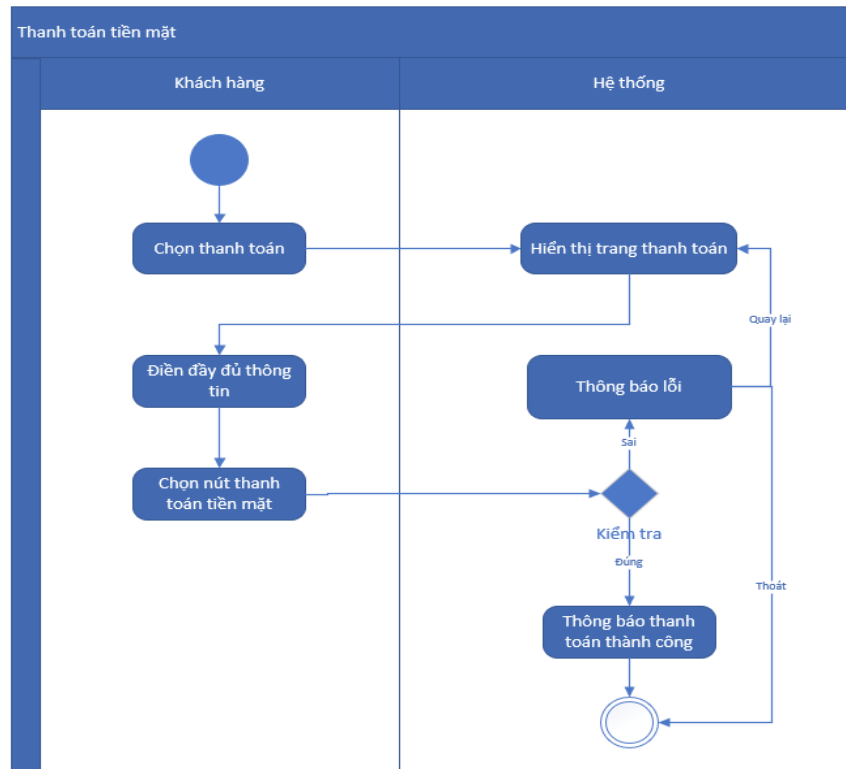 Thanh toán tiền mặt
Khách hàng
Hệ thống
Chọn thanh toán
Hiển thị trang thanh toán
Quay lại
Điền đầy đủ thông
tin
Thông báo lỗi
Sai
Chọn nút thanh
toán tiền mặt
Kiểm tra
Đúng
Thoát
Thông báo thanh
toán thành công